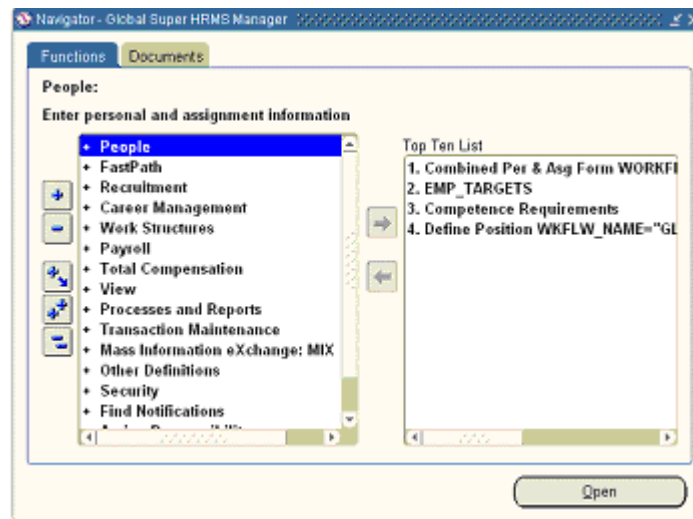 Navigator - Global Super HRMS Manager
Functions
Documents
People:
Enter personal and assignment information
+ People
+ FastPath
+ Recruitment
+ Career Management
+ Work Structures
+ Payroll
+ Total Compensation
+ View
+ Processes and Reports
+ Transaction Maintenance
+ Mass Information eXchange: MIX
+ Other Definitions
+ Security
+ Find Notifications
Top Ten List
1. Combined Per & Asg Form WORKFL
2. EMP_TARGETS
3. Competence Requirements
4. Define Position WKFLW_NAME="GL
Open